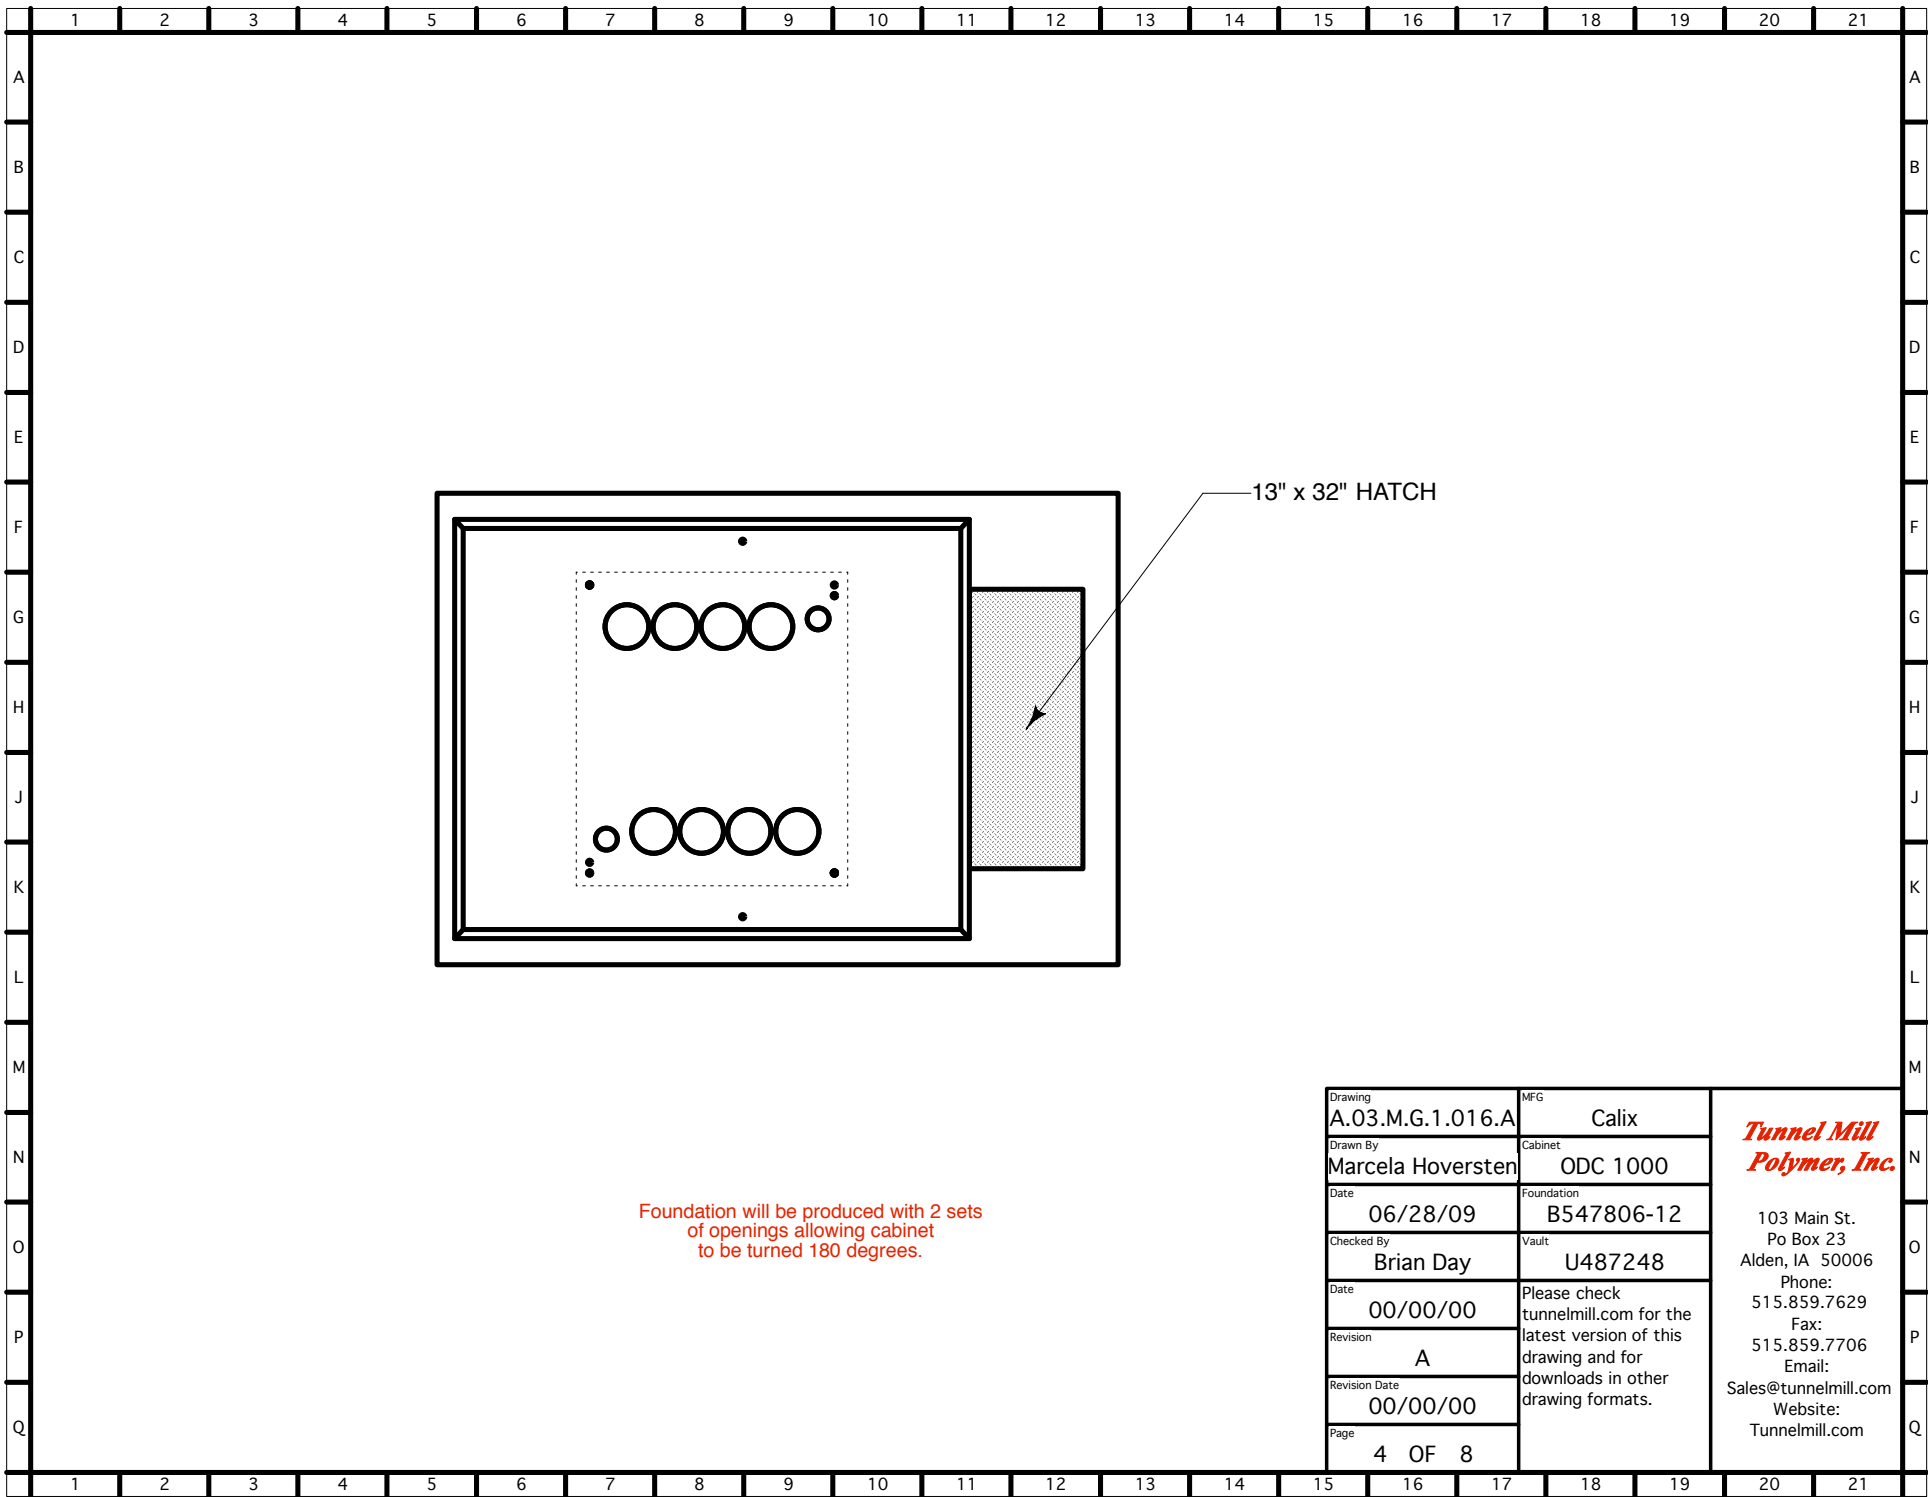 1 2 3 4 5 6 7 8 9 10 11 12 13 14 15 16 17 18 19 20 21
A A
B B
C C
D D
E E
13" x 32" HATCH
F F
G G
H H
J J
K K
L L
M M
N N
O O
P P
Q Q
Foundation will be produced with 2 sets
of openings allowing cabinet
to be turned 180 degrees.
Drawing
A.03.M.G.1.016.A
Drawn By
Marcela Hoversten
Date
06/28/09
Checked By
Brian Day
Date
00/00/00
Revision
A
Revision Date
00/00/00
Page
4 OF 8
MFG
Calix
Cabinet
ODC 1000
Foundation
B547806-12
Vault
U487248
Please check
tunnelmill.com for the
latest version of this
drawing and for
downloads in other
drawing formats.
Tunnel Mill
Polymer, Inc.
103 Main St.
Po Box 23
Alden, IA 50006
Phone:
515.859.7629
Fax:
515.859.7706
Email:
Sales@tunnelmill.com
Website:
Tunnelmill.com
1 2 3 4 5 6 7 8 9 10 11 12 13 14 15 16 17 18 19 20 21